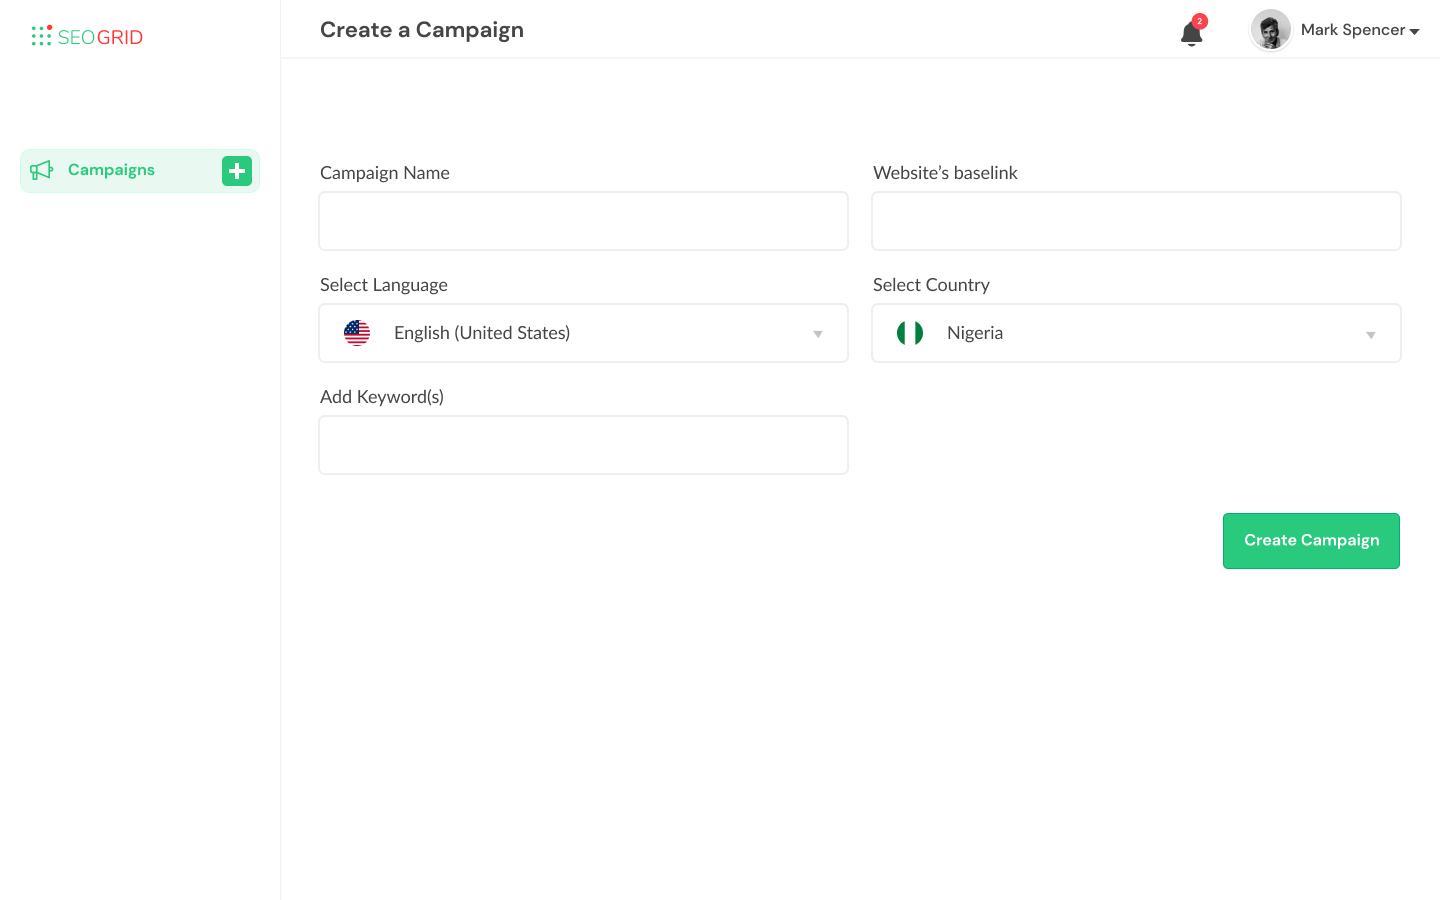 SEOGRID
Create a Campaign
2
Mark Spencer
Campaigns
Campaign Name
Website’s baselink
Select Language
Select Country
English (United States)
Nigeria
Add Keyword(s)
Create Campaign